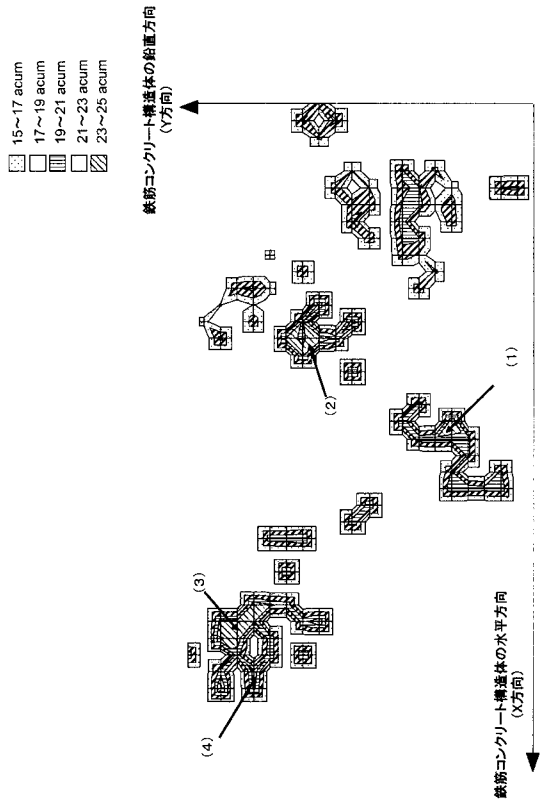 15～17 acum
17～19 acum
19～21 acum
21～23 acum
23～25 acum
鉄筋コンクリート構造体の鉛直方向
(Y方向)
(1)
(2)
(3)
(4)
鉄筋コンクリート構造体の水平方向
(X方向)